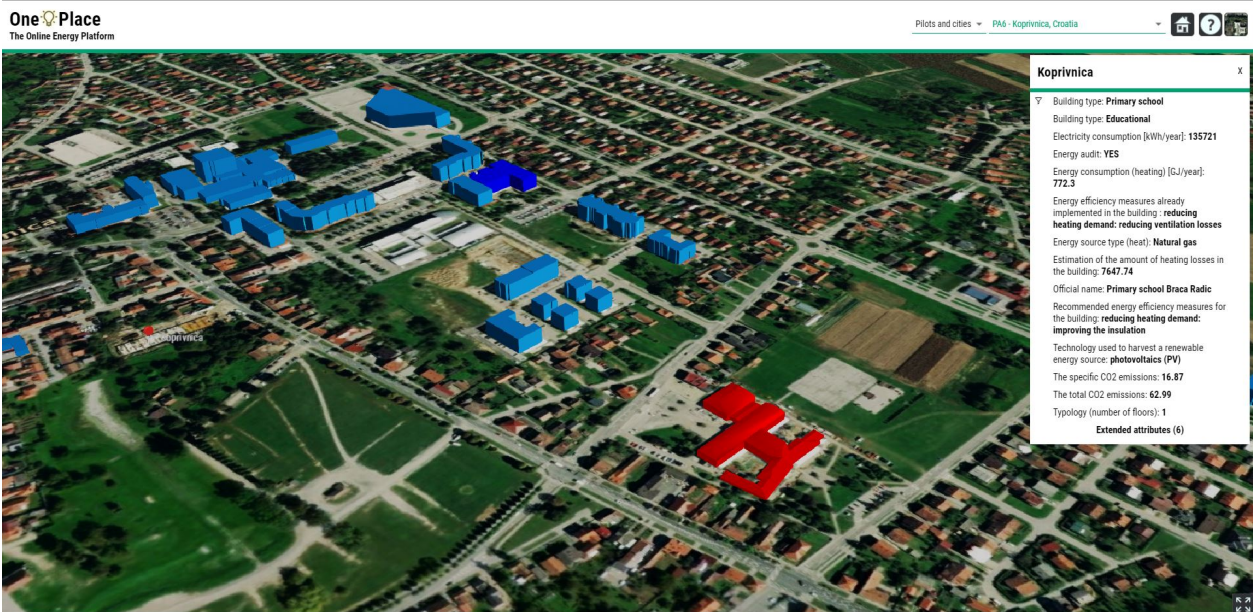 One Place
The Online Energy Platform
Pilots and cities
PA6 - Koprivnica, Croatia
?
Koprivnica
X
Building type: Primary school
Building type: Educational
Electricity consumption [kWh/year]: 135721
Energy audit: YES
Energy consumption (heating) [GJ/year]:
772.3
Energy efficiency measures already
implemented in the building : reducing
heating demand: reducing ventilation losses
Energy source type (heat): Natural gas
Estimation of the amount of heating losses in
the building: 7647.74
Official name: Primary school Braca Radic
Recommended energy efficiency measures for
the building: reducing heating demand:
improving the insulation
Technology used to harvest a renewable
energy source: photovoltaics (PV)
The specific CO2 emissions: 16.87
The total CO2 emissions: 62.99
Typology (number of floors): 1
Extended attributes (6)
Koprivnica